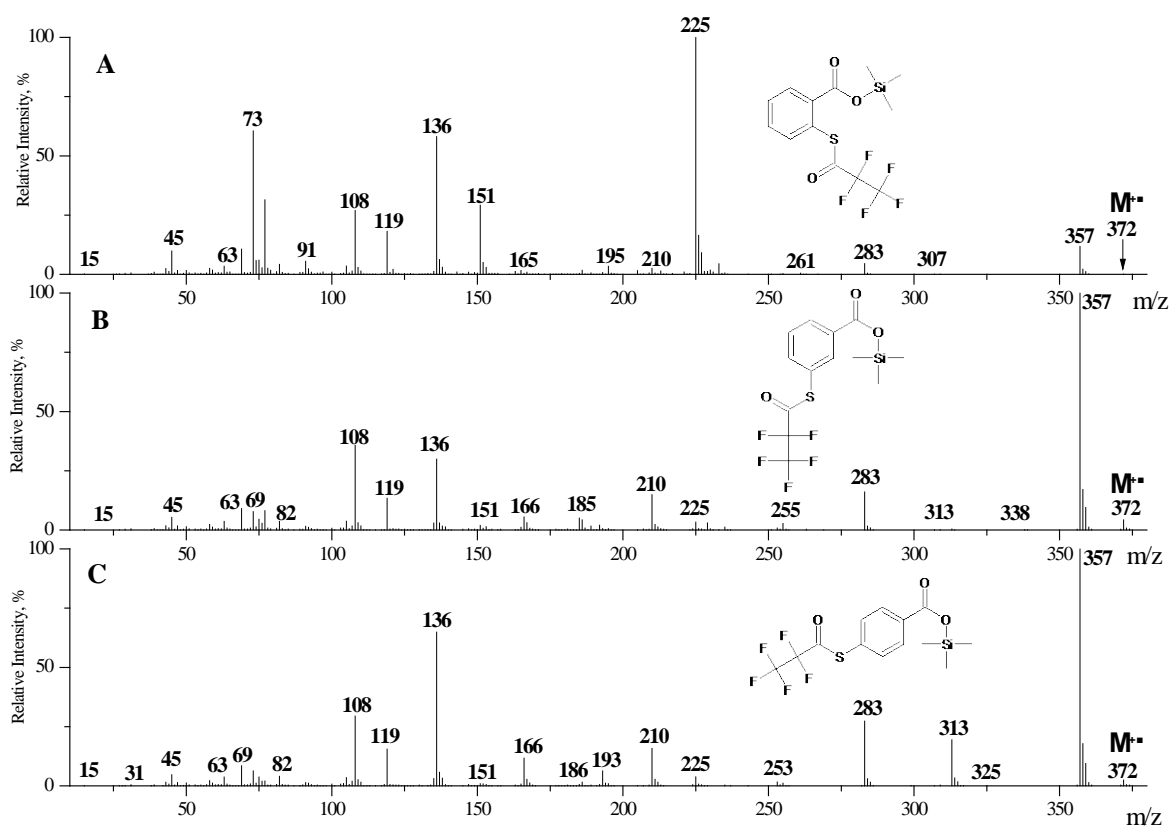 A
Relative Intensity, %
100
50
0
15
45
63
73
91
108
119
136
151
165
195
210
225
261
283
307
357
M+•
372
O
O
Si
S
O
F
F
F
F
F
50
100
150
200
250
300
350
m/z
B
Relative Intensity, %
100
50
0
15
45
63
69
82
108
119
136
151
166
185
210
225
255
283
313
338
357
M+•
372
O
O
Si
S
O
F
F
F
F
F
50
100
150
200
250
300
350
m/z
C
Relative Intensity, %
100
50
0
15
31
45
63
69
82
108
119
136
151
166
186
193
210
225
253
283
313
325
357
M+•
372
O
O
Si
O
S
F
F
F
F
F
50
100
150
200
250
300
350
m/z